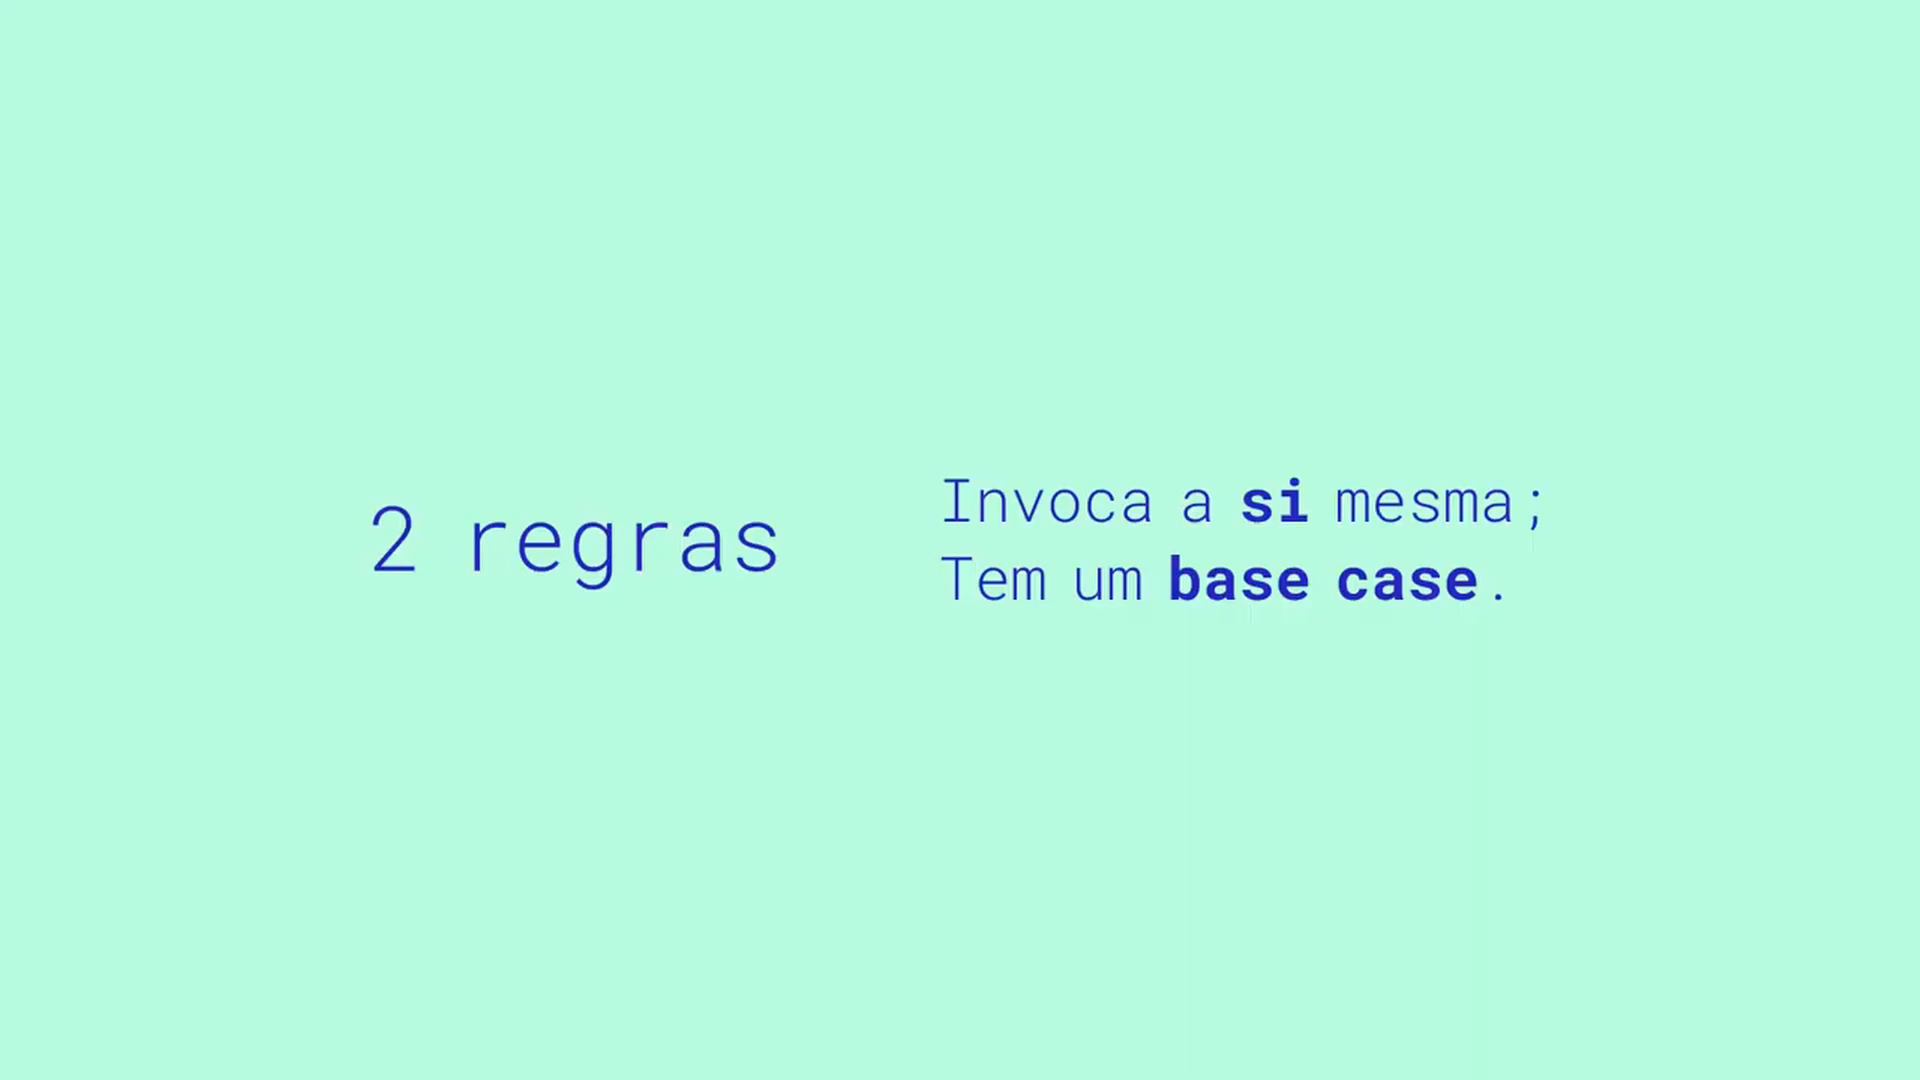 2 regras
Invoca a si mesma;
Tem um base case.